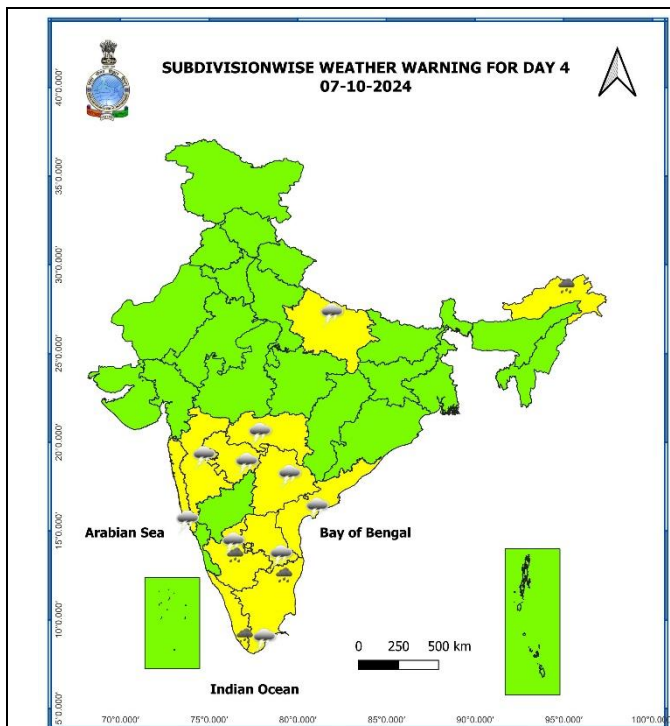 SUBDIVISIONWISE WEATHER WARNING FOR DAY 4
07-10-2024
40°0.000'
35°0.000'
30°0.000'
25°0.000'
20°0.000'
15°0.000'
10°0.000'
5°0.000'
Arabian Sea
Bay of Bengal
0 250 500 km
Indian Ocean
70°0.000' 75°0.000' 80°0.000' 85°0.000' 90°0.000' 95°0.000' 100°0.000'